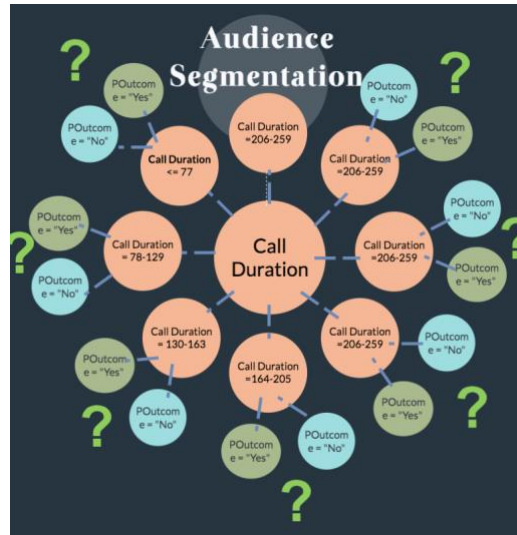 Audience
Segmentation
?
?
POutcom
e = "Yes"
POutcom
e = "No"
Call Duration
<= 77
Call Duration
=206-259
Call Duration
=206-259
POutcom
e = "No"
POutcom
e = "Yes"
?
POutcom
e = "Yes"
POutcom
e = "No"
Call Duration
= 78-129
Call
Duration
Call Duration
=206-259
POutcom
e = "No"
POutcom
e = "Yes"
?
?
POutcom
e = "Yes"
POutcom
e = "No"
Call Duration
= 130-163
Call Duration
=164-205
POutcom
e = "Yes"
POutcom
e = "No"
Call Duration
=206-259
POutcom
e = "No"
POutcom
e = "Yes"
?
?
?